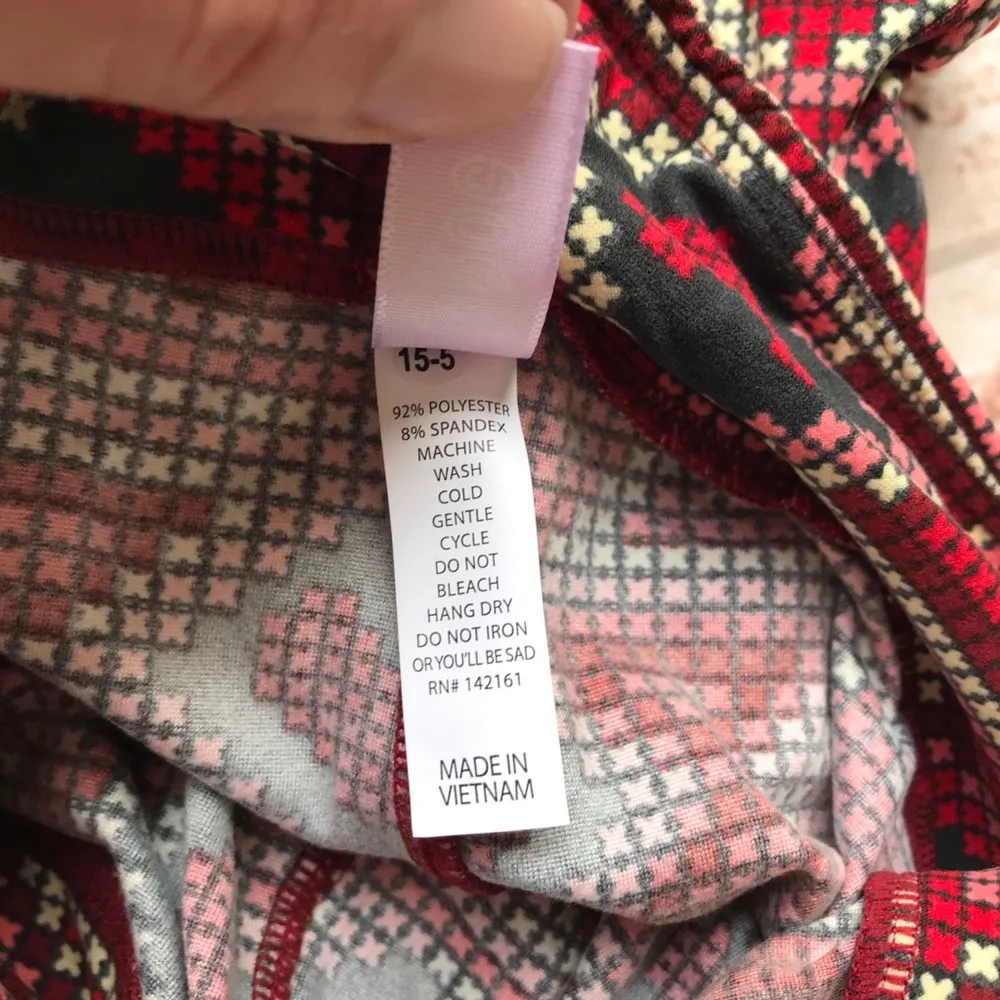 15-5
92% POLYESTER
8% SPANDEX
MACHINE
WASH
COLD
GENTLE
CYCLE
DO NOT
BLEACH
HANG DRY
DO NOT IRON
OR YOU'LL BE SAD
RN# 142161
MADE IN
VIETNAM